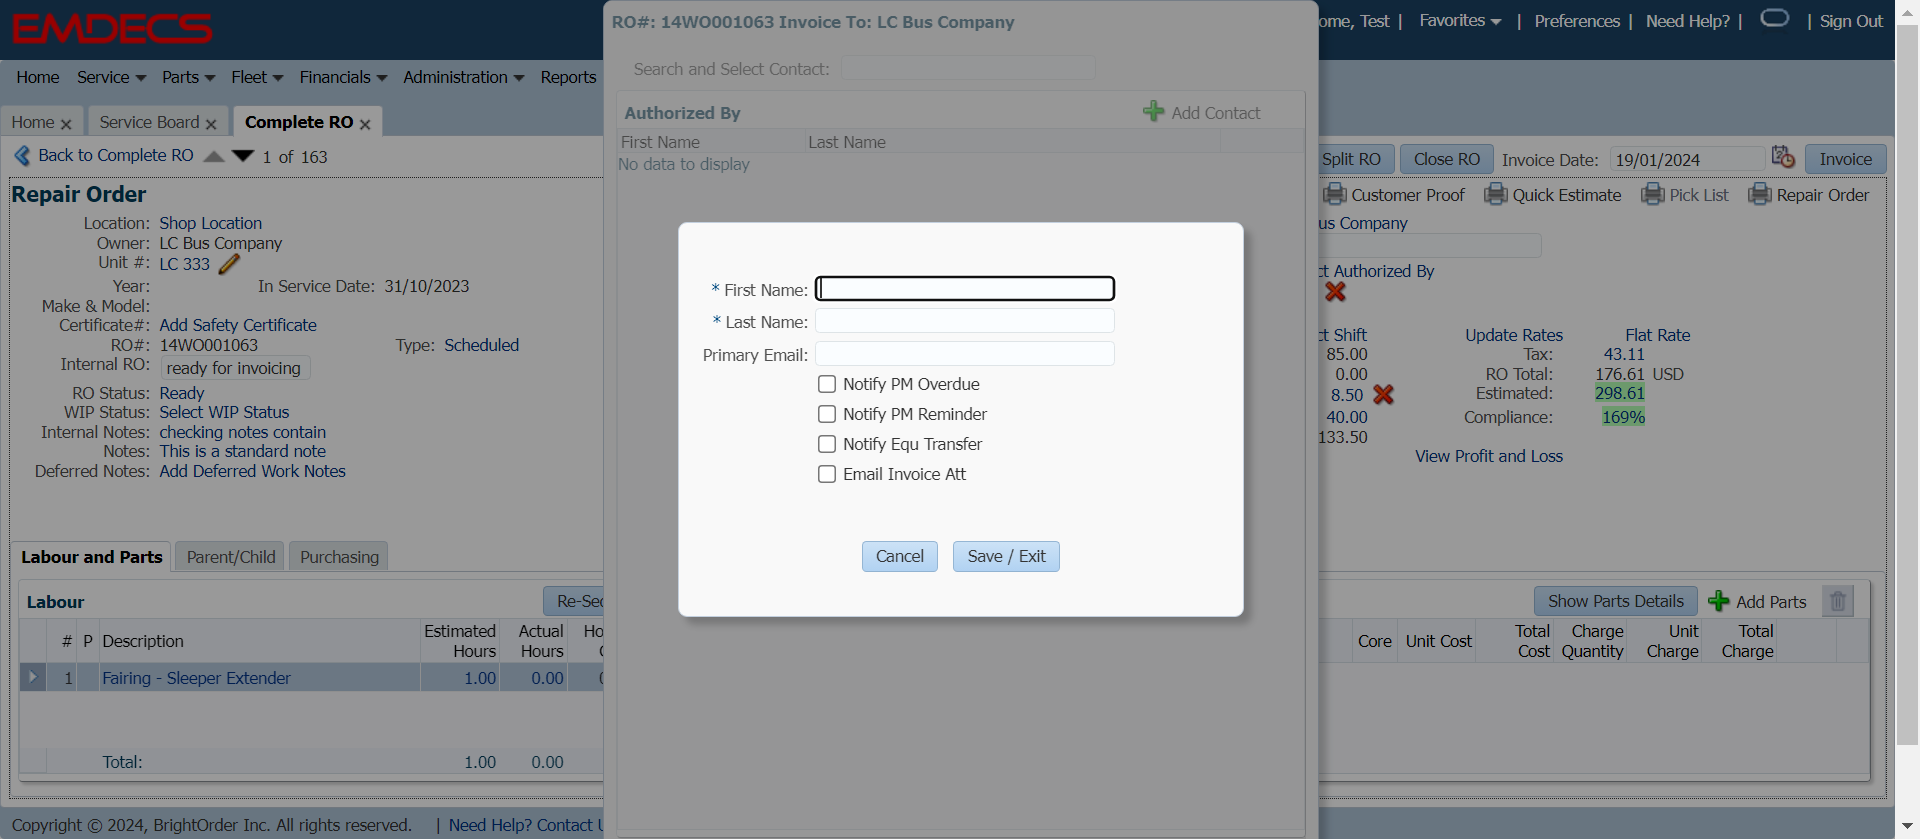 EMDECS
RO#: 14WO001063 Invoice To: LC Bus Company
ome, Test | Favorites | Preferences | Need Help? | | Sign Out
Home Service Parts Fleet Financials Administration Reports
Search and Select Contact:
Home Service Board Complete RO
Authorized By Add Contact
First Name Last Name
No data to display
Back to Complete RO 1 of 163
Split RO Close RO Invoice Date: 19/01/2024 Invoice
Customer Proof Quick Estimate Pick List Repair Order
Repair Order
Location: Shop Location
Owner: LC Bus Company
Unit #: LC 333
Year: In Service Date: 31/10/2023
Make & Model:
Certificate#: Add Safety Certificate
RO#: 14WO001063 Type: Scheduled
Internal RO: ready for invoicing
RO Status: Ready
WIP Status: Select WIP Status
Internal Notes: checking notes contain
Notes: This is a standard note
Deferred Notes: Add Deferred Work Notes
* First Name:
* Last Name:
Primary Email:
Notify PM Overdue
Notify PM Reminder
Notify Equ Transfer
Email Invoice Att
Cancel Save / Exit
us Company
ct Authorized By
ct Shift Update Rates Flat Rate
85.00 Tax: 43.11
0.00 RO Total: 176.61 USD
8.50 Estimated: 298.61
40.00 Compliance: 169%
133.50
View Profit and Loss
Labour and Parts Parent/Child Purchasing
Labour Re-Sec
# P Description Estimated Hours Actual Hours Ho
1 Fairing - Sleeper Extender 1.00 0.00
Total: 1.00 0.00
Show Parts Details Add Parts
Core Unit Cost Total Cost Charge Quantity Unit Charge Total Charge
Copyright © 2024, BrightOrder Inc. All rights reserved. | Need Help? Contact U